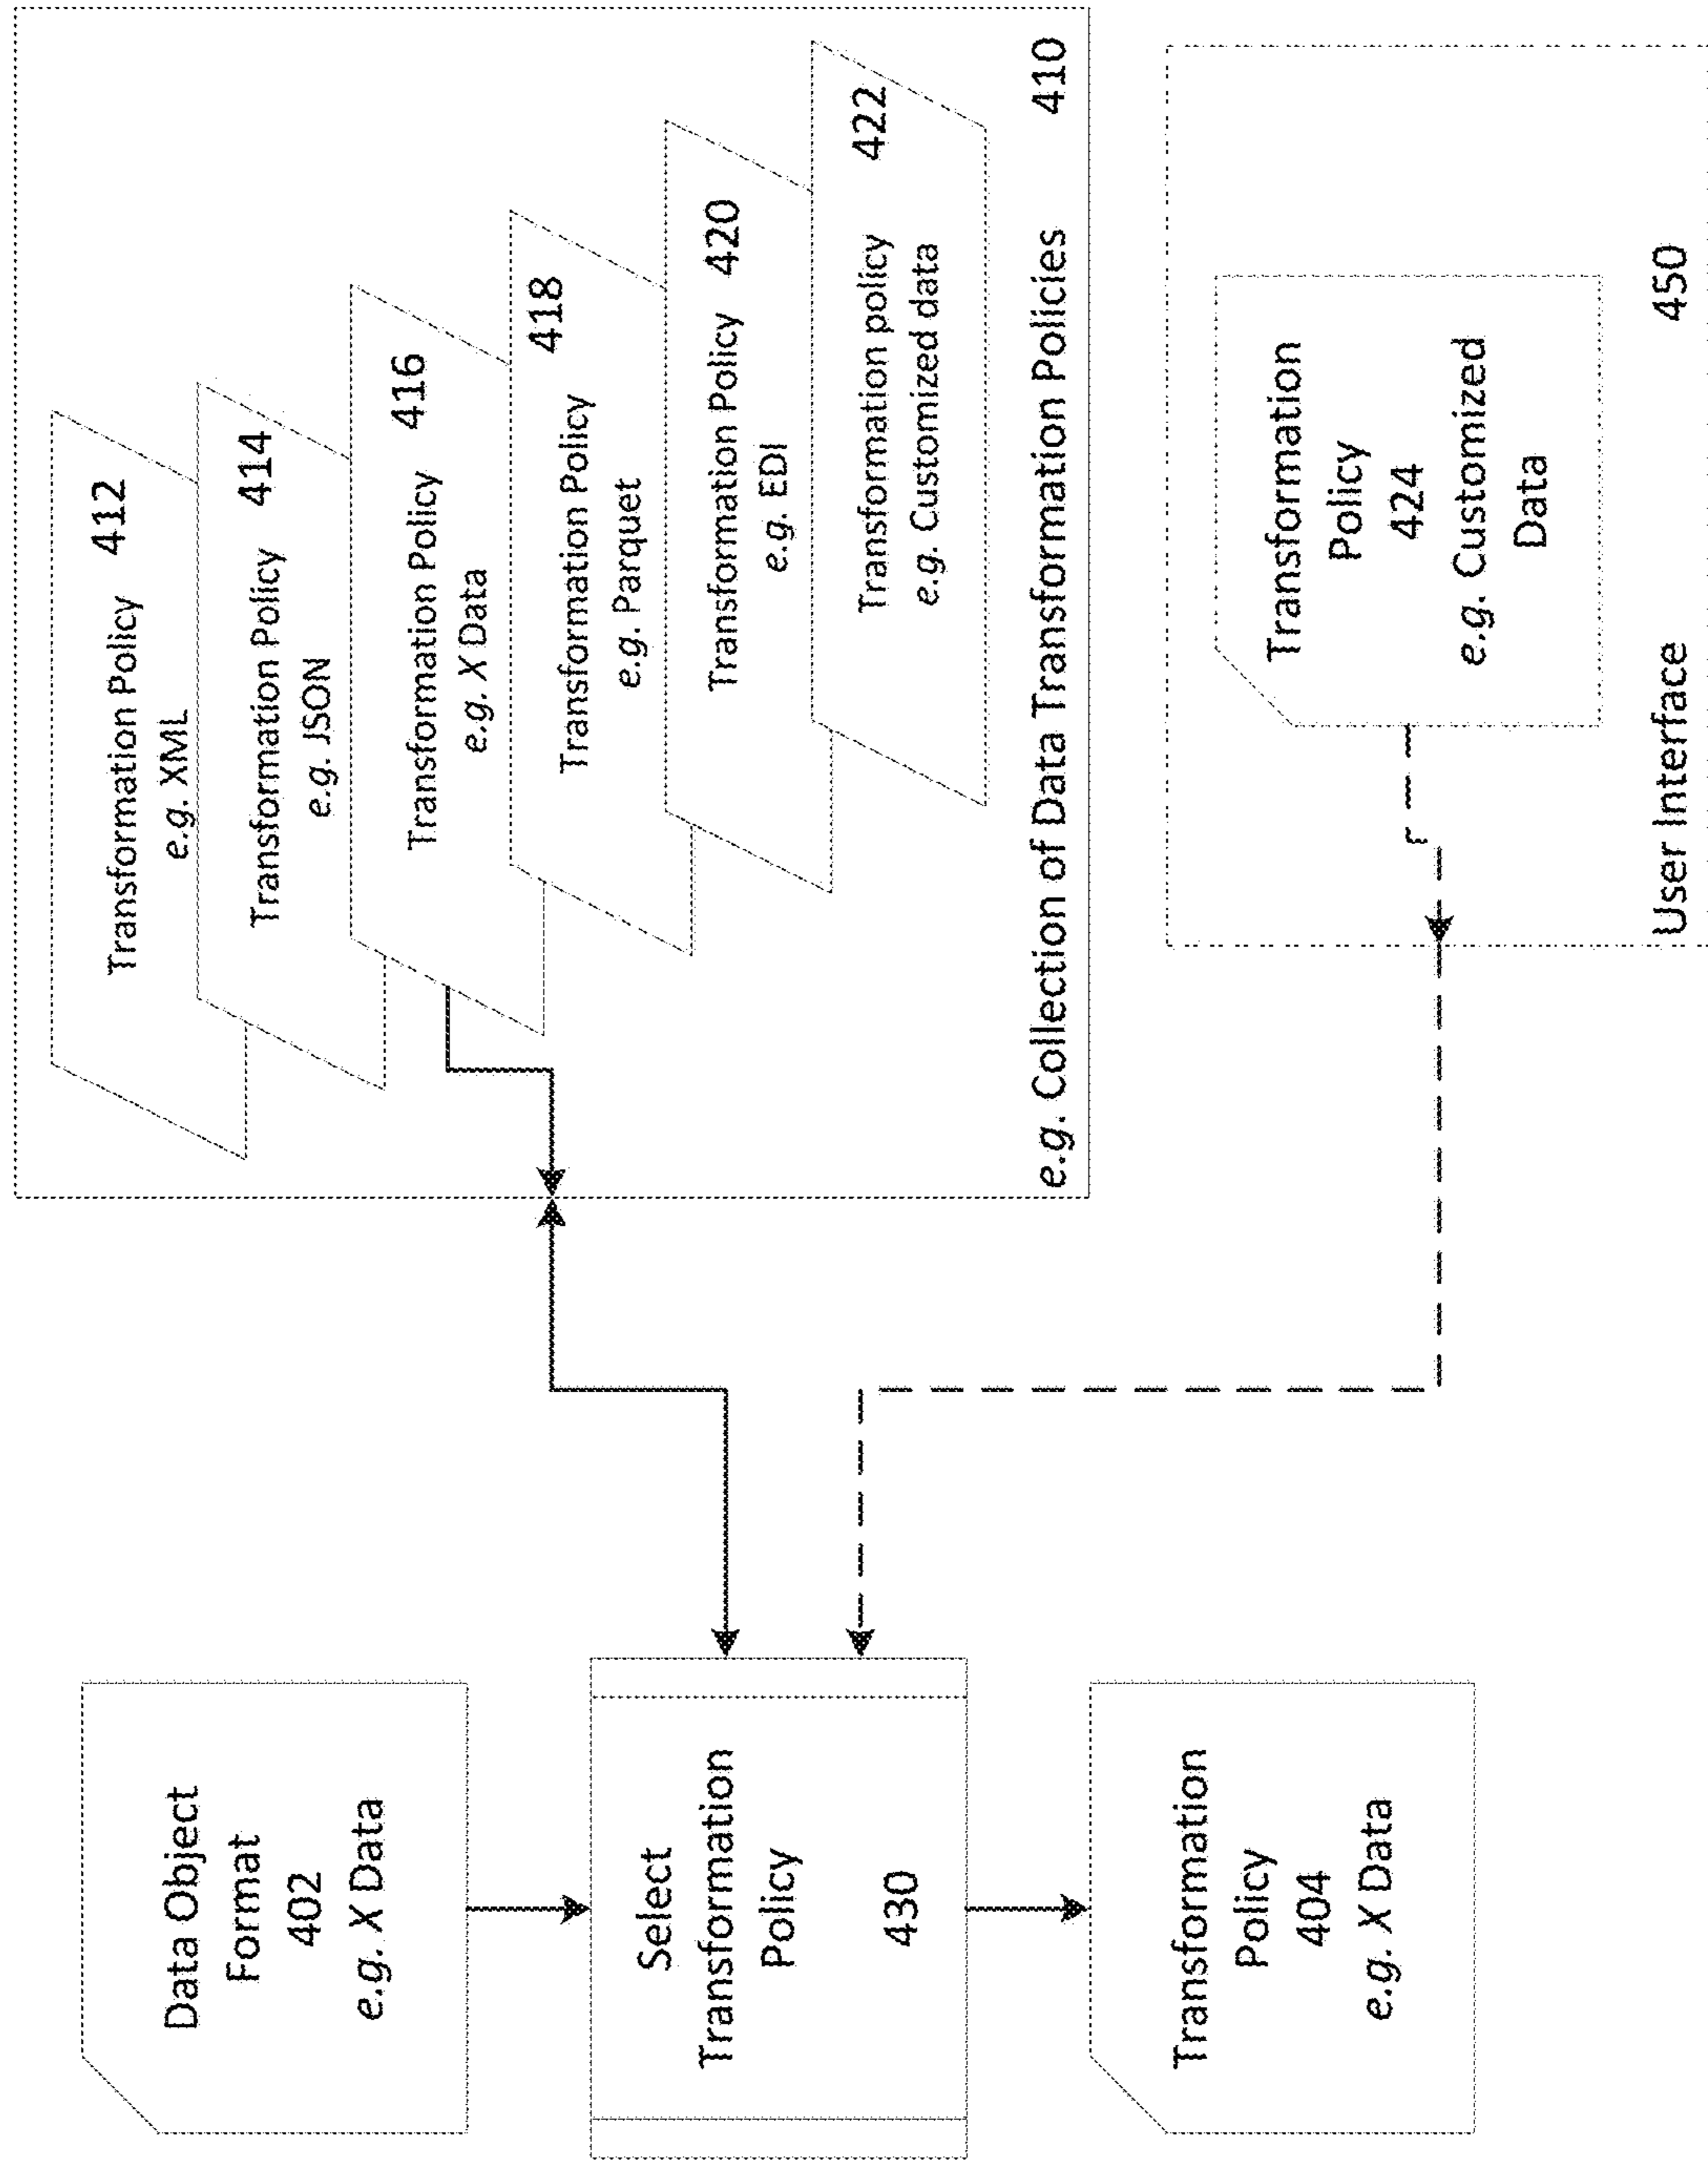 Data Object
Format
402
e.g. X Data
Select
Transformation
Policy
430
Transformation
Policy
404
e.g. X Data
Transformation Policy 412
e.g. XML
Transformation Policy 414
e.g. JSON
Transformation Policy 416
e.g. X Data
Transformation Policy 418
e.g. Parquet
Transformation Policy 420
e.g. EDI
Transformation policy 422
e.g. Customized data
e.g. Collection of Data Transformation Policies 410
Transformation
Policy
424
e.g. Customized
Data
User Interface 450